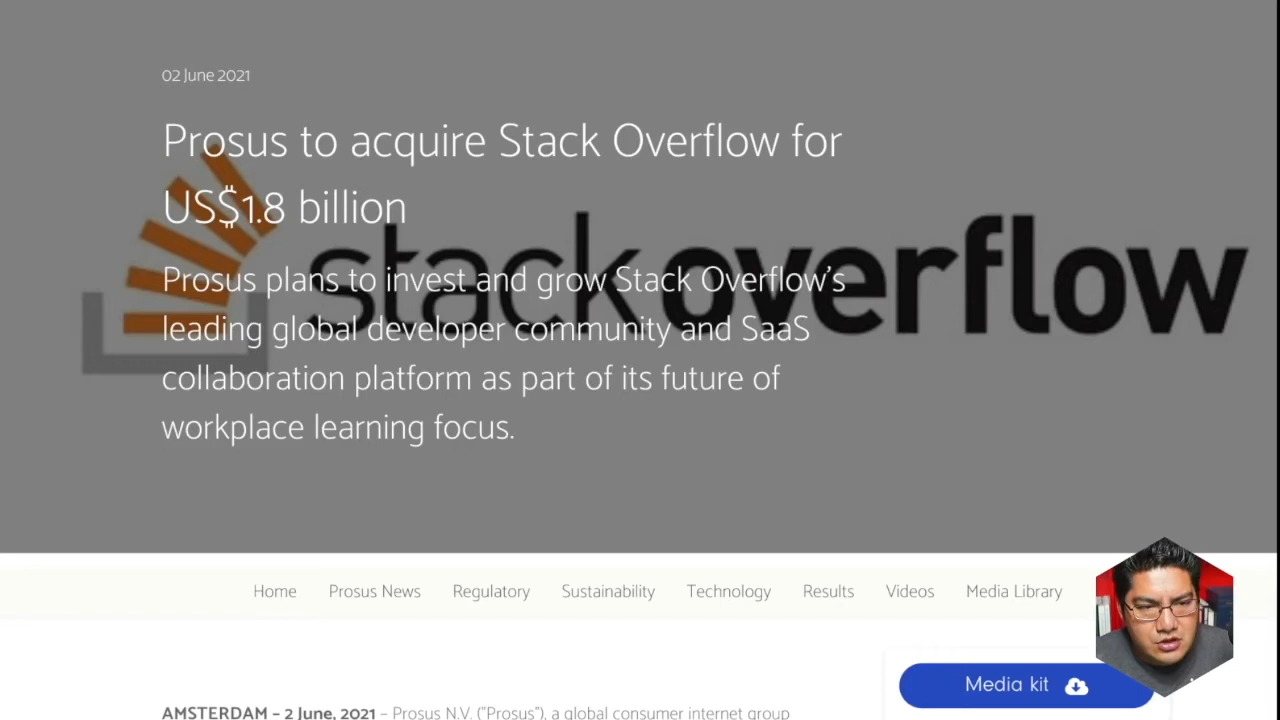 02 June 2021
Prosus to acquire Stack Overflow for
US$1.8 billion
stackoverflow
Prosus plans to invest and grow Stack Overflow's
leading global developer community and SaaS
collaboration platform as part of its future of
workplace learning focus.
Home Prosus News Regulatory Sustainability Technology Results Videos Media Library
Media kit
AMSTERDAM – 2 June, 2021 – Prosus N.V. ("Prosus"), a global consumer internet group